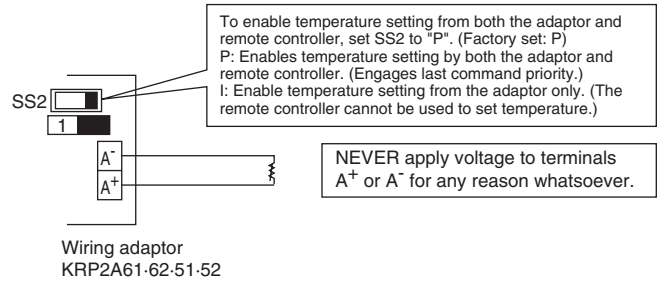 To enable temperature setting from both the adaptor and
remote controller, set SS2 to "P". (Factory set: P)
P: Enables temperature setting by both the adaptor and
remote controller. (Engages last command priority.)
I: Enable temperature setting from the adaptor only. (The
remote controller cannot be used to set temperature.)
SS2
1
A-
A+
NEVER apply voltage to terminals
A+ or A- for any reason whatsoever.
Wiring adaptor
KRP2A61·62·51·52